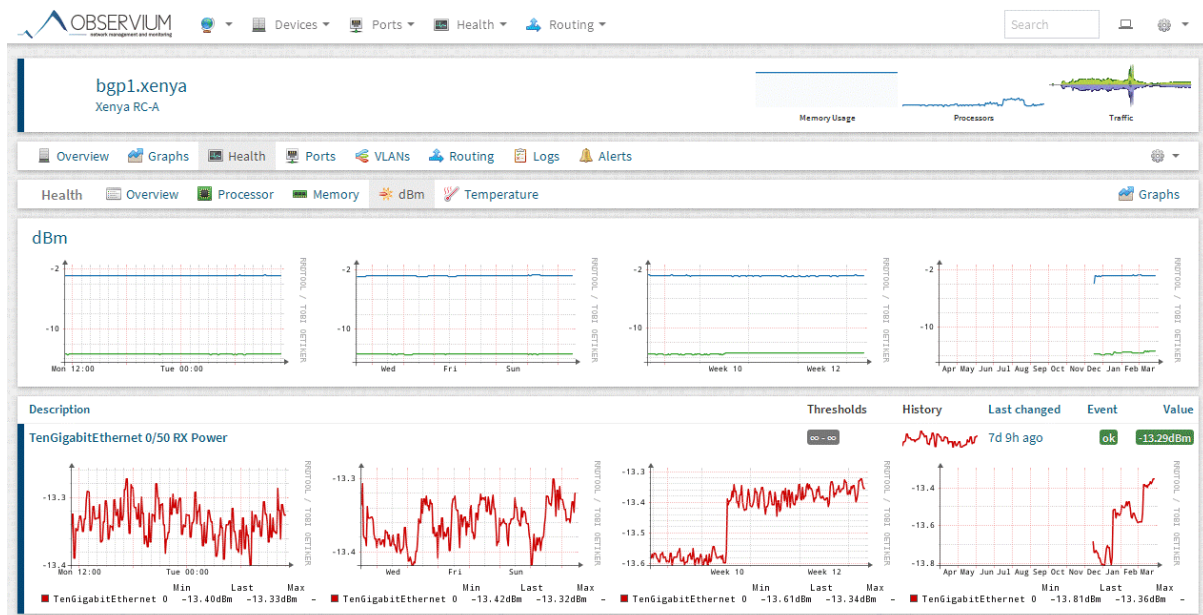 OBSERVIUM
network management and monitoring
Devices Ports Health Routing Search
bgp1.xenya
Xenya RC-A
Memory Usage Processors Traffic
Overview Graphs Health Ports VLANs Routing Logs Alerts
Health Overview Processor Memory dBm Temperature Graphs
dBm
-2 -2 -2 -2
-10 -10 -10 -10
RRDTOOL / TOBI OETIKER RRDTOOL / TOBI OETIKER RRDTOOL / TOBI OETIKER RRDTOOL / TOBI OETIKER
Mon 12:00 Tue 00:00 Wed Fri Sun Week 10 Week 12 Apr May Jun Jul Aug Sep Oct Nov Dec Jan Feb Mar
Description Thresholds History Last changed Event Value
TenGigabitEthernet 0/50 RX Power ∞ - ∞ 7d 9h ago ok -13.29dBm
-13.3 -13.3 -13.3 -13.4
-13.4 -13.4 -13.4 -13.6
-13.5 -13.8
-13.6
RRDTOOL / TOBI OETIKER RRDTOOL / TOBI OETIKER RRDTOOL / TOBI OETIKER RRDTOOL / TOBI OETIKER
Mon 12:00 Tue 00:00 Wed Fri Sun Week 10 Week 12 Apr May Jun Jul Aug Sep Oct Nov Dec Jan Feb Mar
Min Last Max Min Last Max Min Last Max Min Last Max
TenGigabitEthernet 0 -13.40dBm -13.33dBm - TenGigabitEthernet 0 -13.42dBm -13.32dBm - TenGigabitEthernet 0 -13.61dBm -13.34dBm - TenGigabitEthernet 0 -13.81dBm -13.36dBm -